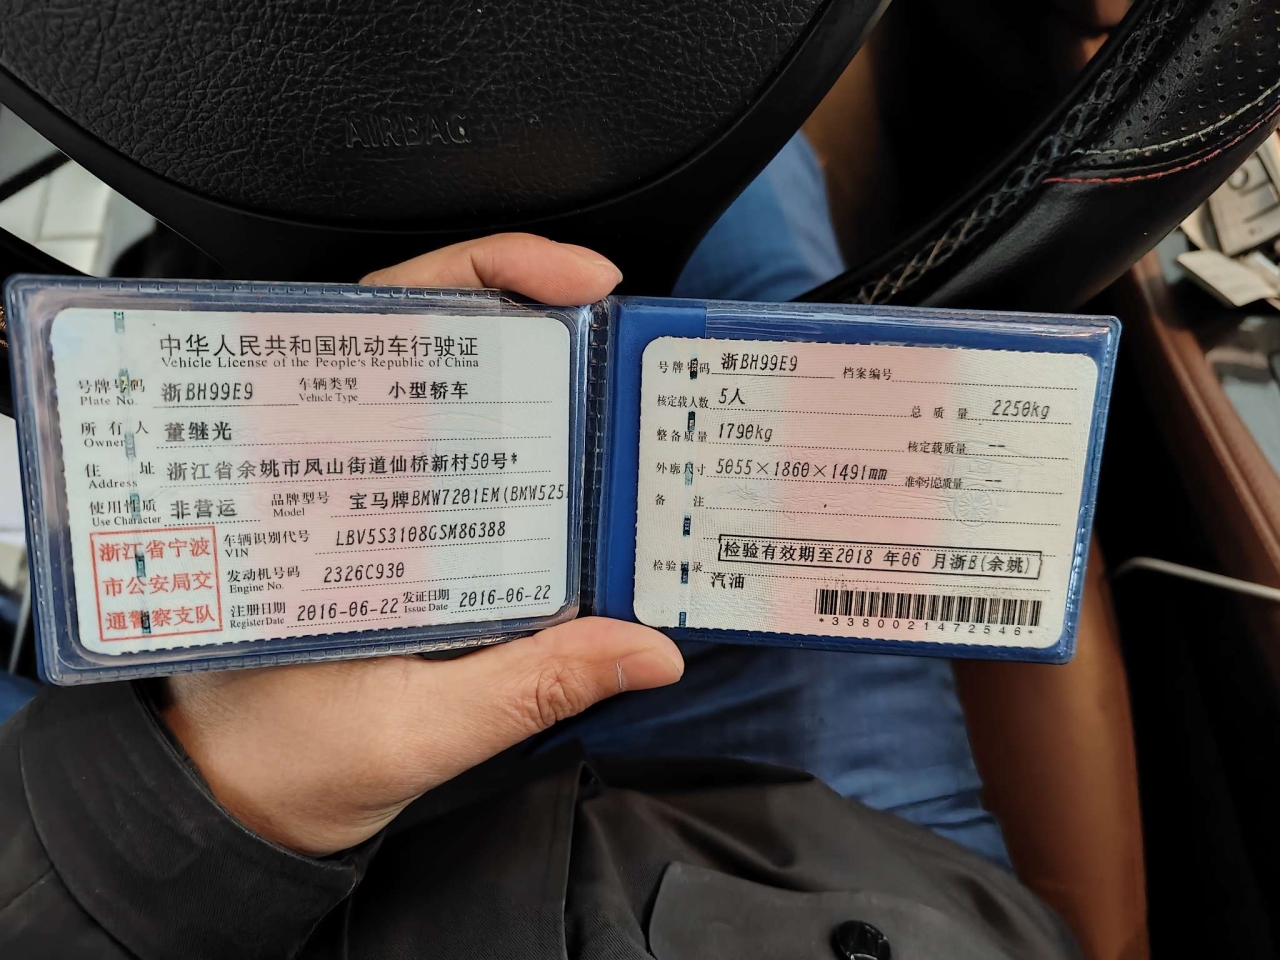 AIRBAG
中华人民共和国机动车行驶证
Vehicle License of the People's Republic of China
号牌号码 浙BH99E9 车辆类型 小型轿车
Plate No. Vehicle Type
所有人 董继光
Owner
住址 浙江省余姚市凤山街道仙桥新村50号*
Address
使用性质 非营运 品牌型号 宝马牌BMW7201EM(BMW525
Use Character Model
浙江省宁波
市公安局交
通警察支队
车辆识别代号 LBV5S3108GSM86388
VIN
发动机号码 2326C930
Engine No.
注册日期 2016-06-22 发证日期 2016-06-22
Register Date Issue Date
号牌号码 浙BH99E9 档案编号
核定载人数 5人 总质量 2250kg
整备质量 1790kg 核定载质量 --
外廓尺寸 5055×1860×1491mm 准牵引总质量 --
备注
检验有效期至2018年06月浙B(余姚)
检验记录
汽油
*3380021472546*